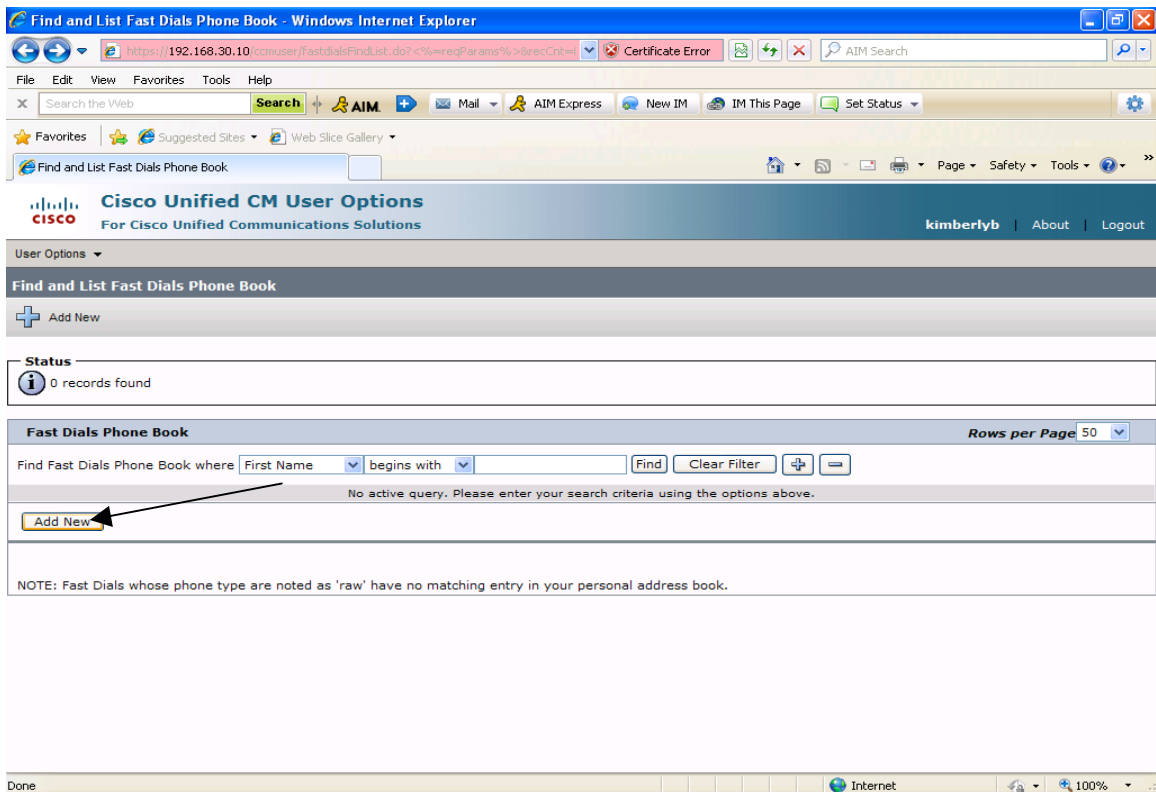 Find and List Fast Dials Phone Book - Windows Internet Explorer
https://192.168.30.10/ccmuser/fastdialsFindList.do?<%=reqParams%>&recCnt= Certificate Error AIM Search
File Edit View Favorites Tools Help
x Search the Web Search AIM. Mail AIM Express New IM IM This Page Set Status
Favorites Suggested Sites Web Slice Gallery
Find and List Fast Dials Phone Book Page Safety Tools »
cisco Cisco Unified CM User Options
For Cisco Unified Communications Solutions kimberlyb | About | Logout
User Options
Find and List Fast Dials Phone Book
Add New
Status
i 0 records found
Fast Dials Phone Book Rows per Page 50
Find Fast Dials Phone Book where First Name begins with Find Clear Filter
No active query. Please enter your search criteria using the options above.
Add New
NOTE: Fast Dials whose phone type are noted as 'raw' have no matching entry in your personal address book.
Done Internet 100%